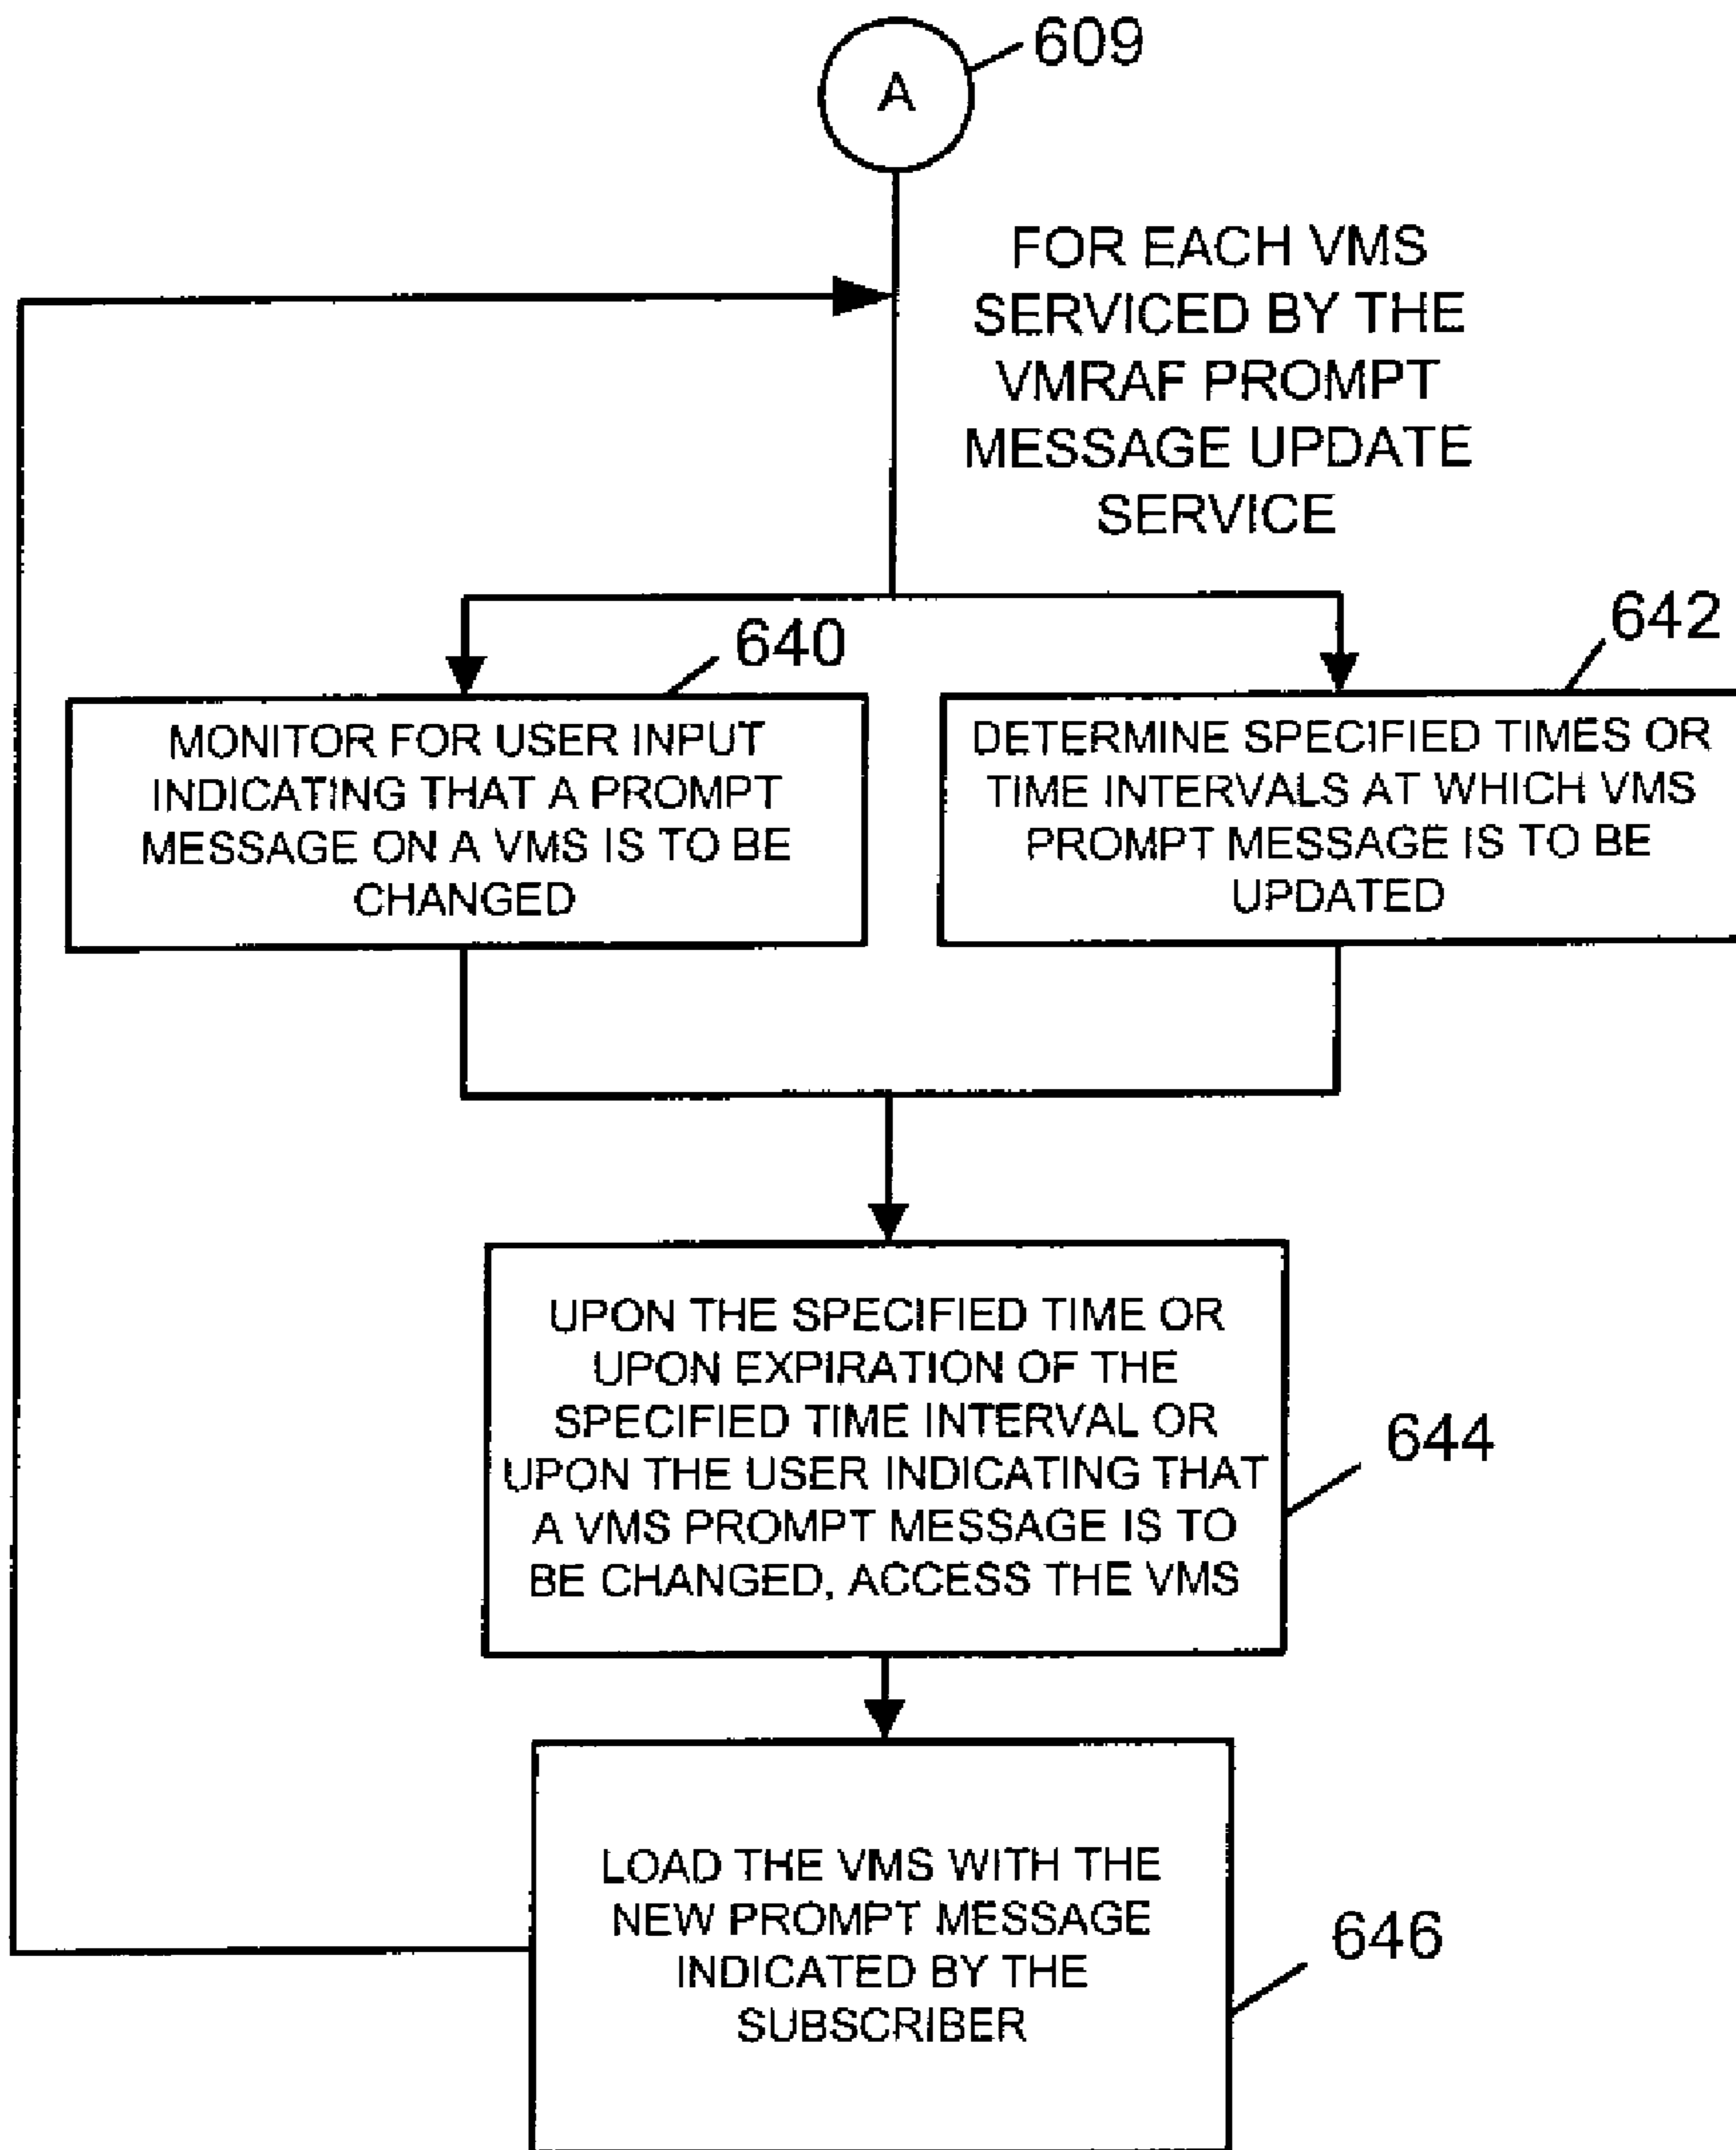 609
A
FOR EACH VMS
SERVICED BY THE
VMRAF PROMPT
MESSAGE UPDATE
SERVICE
640
642
MONITOR FOR USER INPUT
INDICATING THAT A PROMPT
MESSAGE ON A VMS IS TO BE
CHANGED
DETERMINE SPECIFIED TIMES OR
TIME INTERVALS AT WHICH VMS
PROMPT MESSAGE IS TO BE
UPDATED
UPON THE SPECIFIED TIME OR
UPON EXPIRATION OF THE
SPECIFIED TIME INTERVAL OR
UPON THE USER INDICATING THAT
A VMS PROMPT MESSAGE IS TO
BE CHANGED, ACCESS THE VMS
644
LOAD THE VMS WITH THE
NEW PROMPT MESSAGE
INDICATED BY THE
SUBSCRIBER
646